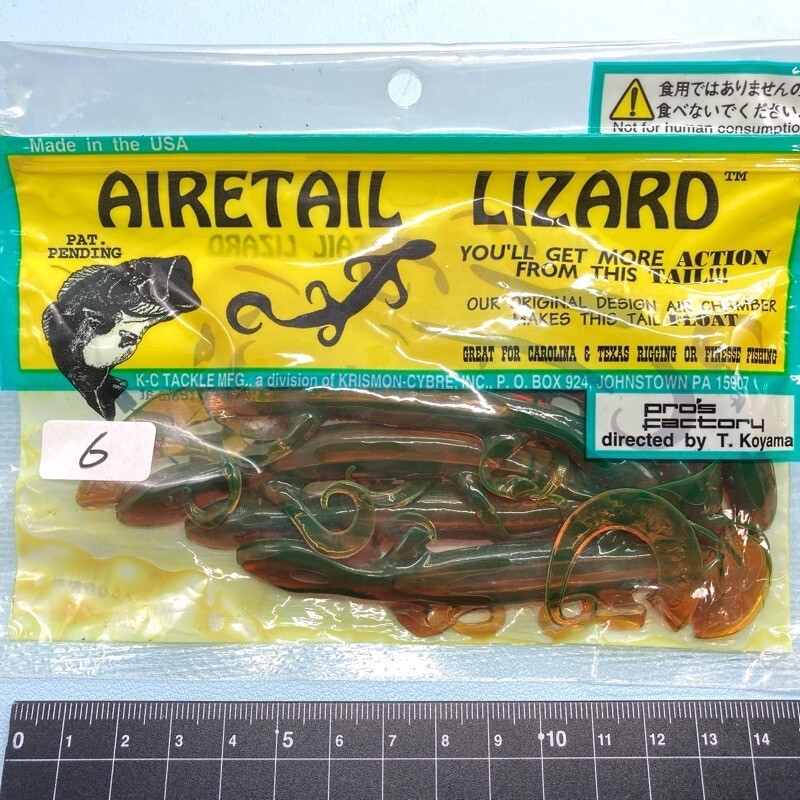 食用ではありませんの
食べないでください.
Not for human consumptio
Made in the USA
AIRETAIL LIZARD™
PAT.
PENDING
YOU'LL GET MORE ACTION
FROM THIS TAIL!!!
OUR ORIGINAL DESIGN AIR CHAMBER
MAKES THIS TAIL FLOAT
GREAT FOR CAROLINA & TEXAS RIGGING OR FINESSE FISHING
K-C TACKLE MFG., a division of KRISMON-CYBRE, INC., P. O. BOX 924, JOHNSTOWN PA 15907
pro's
factory
directed by T. Koyama
6
0 1 2 3 4 5 6 7 8 9 10 11 12 13 14